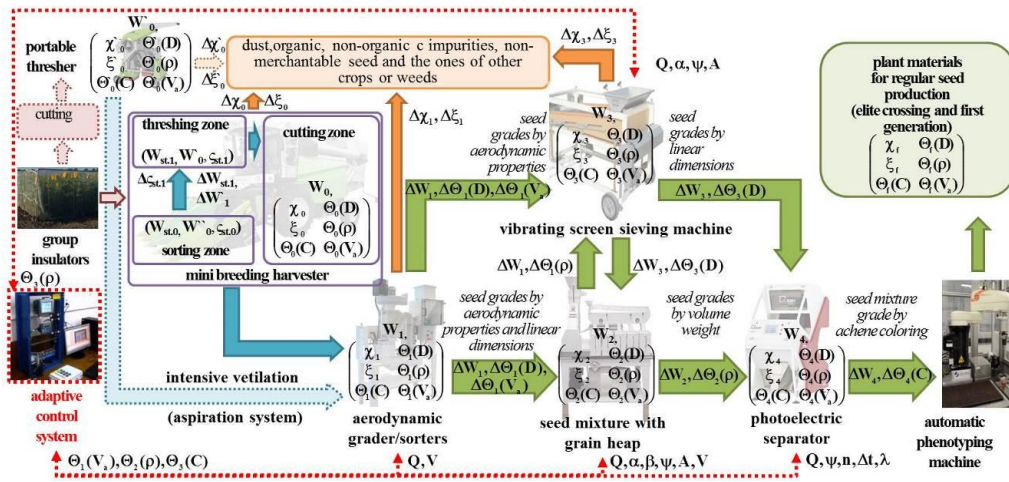 W`0,
χ`0 Θ`0(D)
ξ`0 Θ`0(ρ)
Θ`0(C) Θ`0(Va)
portable
thresher
Δχ`0
Δξ`0
dust,organic, non-organic c impurities, non-
merchantable seed and the ones of other
crops or weeds
Δχ3,Δξ3
Q,α,ψ,A
plant materials
for regular seed
production
(elite crossing and first
generation)
χf Θf(D)
ξf Θf(ρ)
Θf(C) Θf(Va)
cutting
Δχ0 Δξ0
threshing zone
(Wst.1, W`0, ςst.1)
Δςst.1
ΔWst.1,
ΔW`1
(Wst.0, W``0, ςst.0)
sorting zone
cutting zone
W0,
χ0 Θ0(D)
ξ0 Θ0(ρ)
Θ0(C) Θ0(Va)
mini breeding harvester
group
insulators
Δχ1,Δξ1
seed
grades by
aerodynamic
properties
W3,
χ3 Θ3(D)
ξ3 Θ3(ρ)
Θ3(C) Θ3(Va)
seed
grades by
linear
dimensions
ΔW1,ΔΘ1(D),ΔΘ1(Va)
ΔW3,ΔΘ3(D)
vibrating screen sieving machine
ΔW1,ΔΘ1(ρ)
ΔW3,ΔΘ3(D)
Θ3(ρ)
adaptive
control
system
intensive vetilation
(aspiration system)
W1,
χ1 Θ1(D)
ξ1 Θ1(ρ)
Θ1(C) Θ1(Va)
aerodynamic
grader/sorters
seed grades by
aerodynamic
properties and linear
dimensions
ΔW1,ΔΘ1(D),
ΔΘ1(Va)
W2,
χ2 Θ2(D)
ξ2 Θ2(ρ)
Θ2(C) Θ2(Va)
seed mixture with
grain heap
seed grades
by volume
weight
ΔW2,ΔΘ2(ρ)
W4,
χ4 Θ4(D)
ξ4 Θ4(ρ)
Θ4(C) Θ4(Va)
photoelectric
separator
seed mixture
grade by
achene coloring
ΔW4,ΔΘ4(C)
automatic
phenotyping
machine
Θ1(Va),Θ2(ρ),Θ3(C)
Q,V
Q,α,β,ψ,A,V
Q,ψ,n,Δt,λ